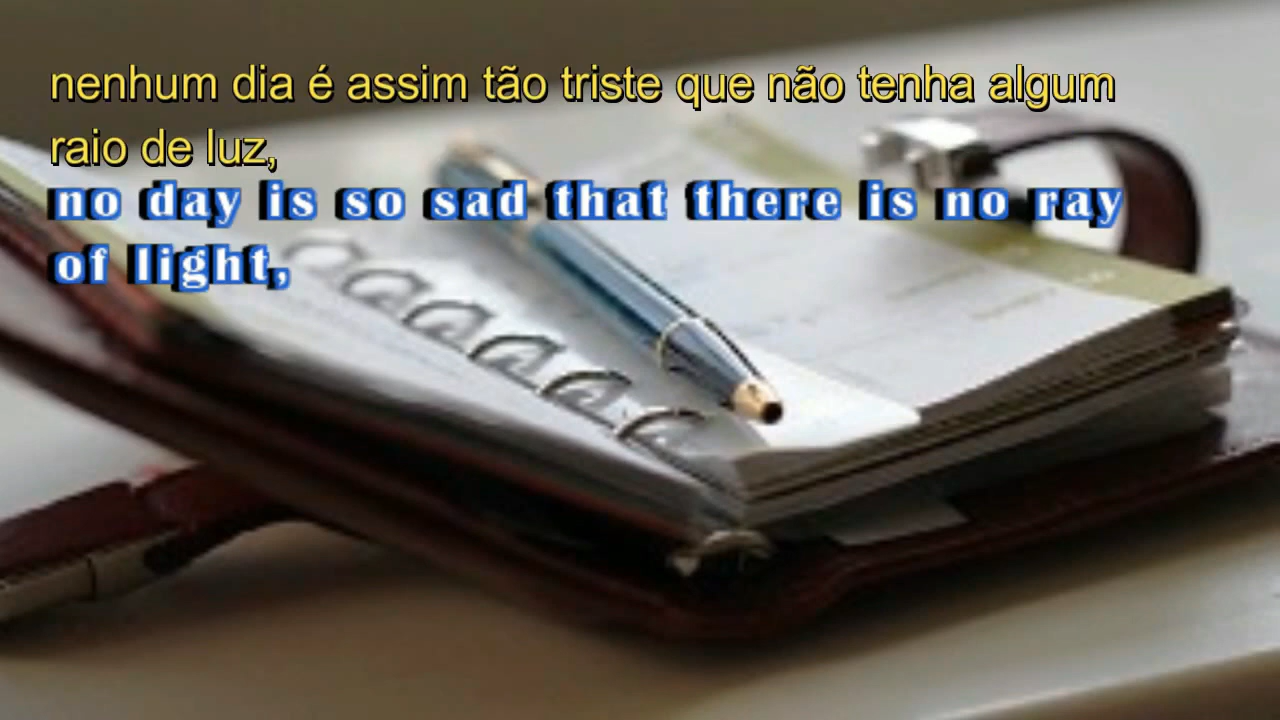 nenhum dia é assim tão triste que não tenha algum
raio de luz,
no day is so sad that there is no ray
of light,